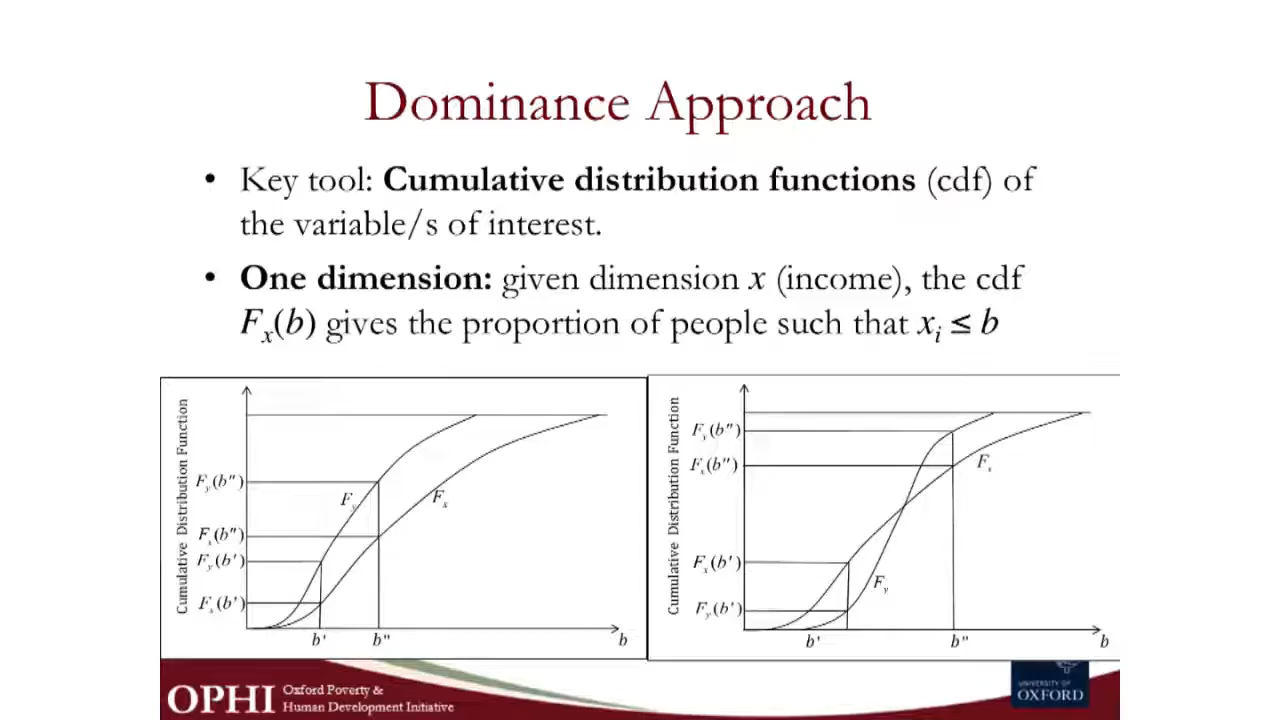 Dominance Approach
• Key tool: Cumulative distribution functions (cdf) of
the variable/s of interest.
• One dimension: given dimension x (income), the cdf
Fx(b) gives the proportion of people such that xi ≤ b
Cumulative Distribution Function
Fy(b")
Fx(b")
Fy(b')
Fx(b')
Fy
Fx
b'
b"
b
Cumulative Distribution Function
Fy(b")
Fx(b")
Fx(b')
Fy(b')
Fx
Fy
b'
b"
b
OPHI
Oxford Poverty &
Human Development Initiative
UNIVERSITY OF
OXFORD